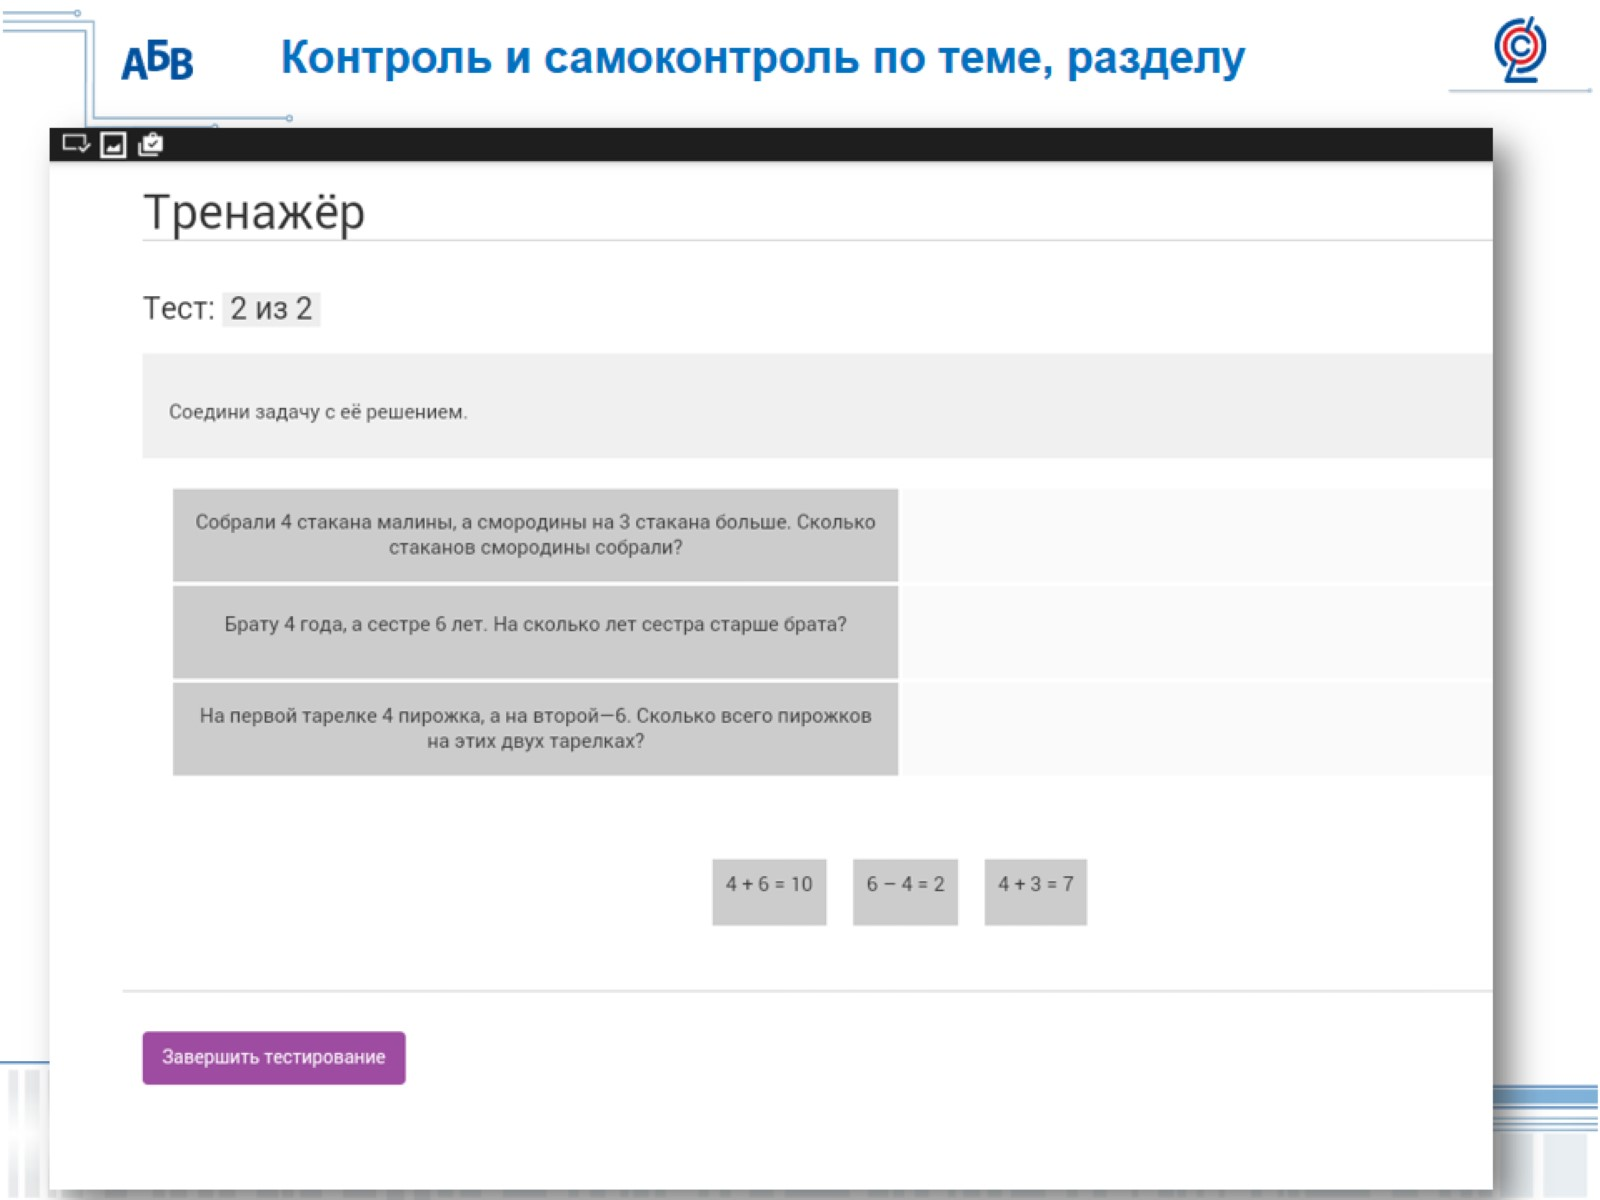 АБВ
Контроль и самоконтроль по теме, разделу
Тренажёр
Тест: 2 из 2
Соедини задачу с её решением.
Собрали 4 стакана малины, а смородины на 3 стакана больше. Сколько
стаканов смородины собрали?
Брату 4 года, а сестре 6 лет. На сколько лет сестра старше брата?
На первой тарелке 4 пирожка, а на второй—6. Сколько всего пирожков
на этих двух тарелках?
4 + 6 = 10
6 – 4 = 2
4 + 3 = 7
Завершить тестирование